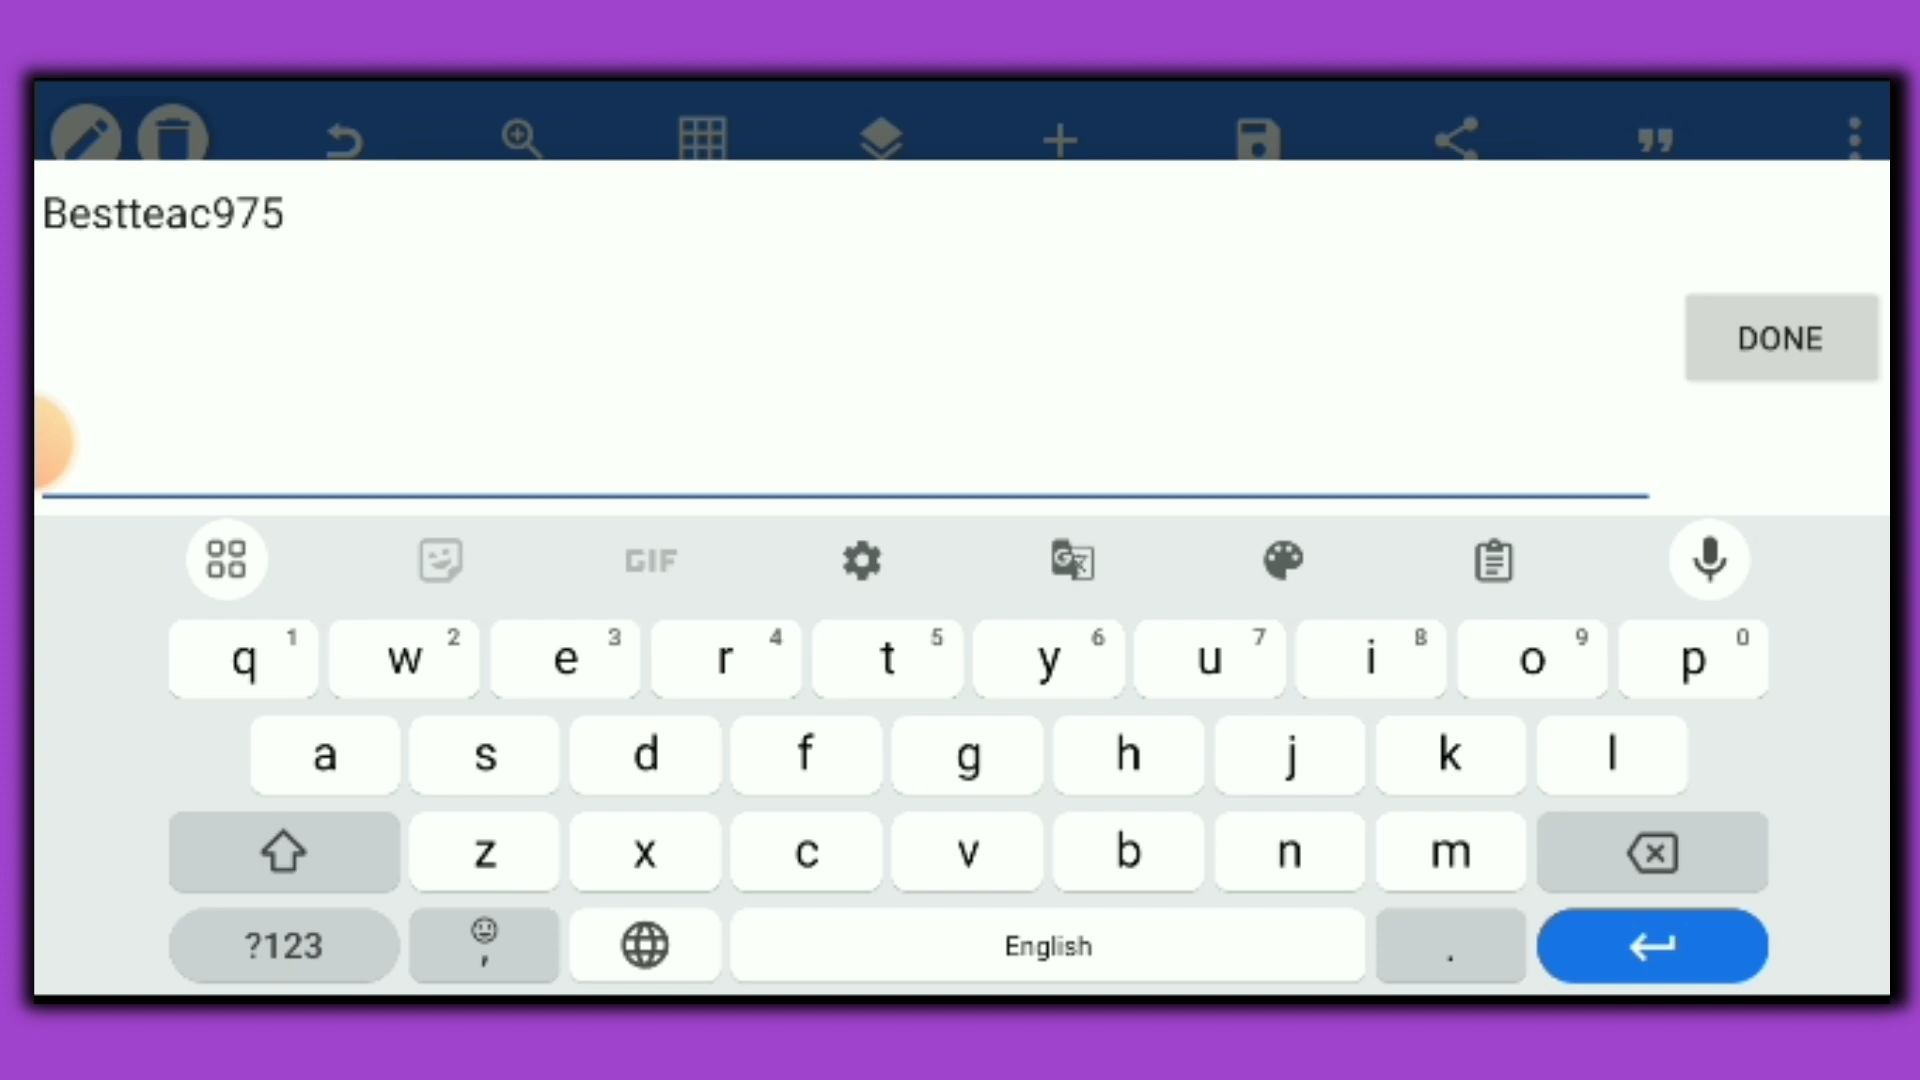 Bestteac975
DONE
GIF
q 1 w 2 e 3 r 4 t 5 y 6 u 7 i 8 o 9 p 0
a s d f g h j k l
z x c v b n m
?123 , English .